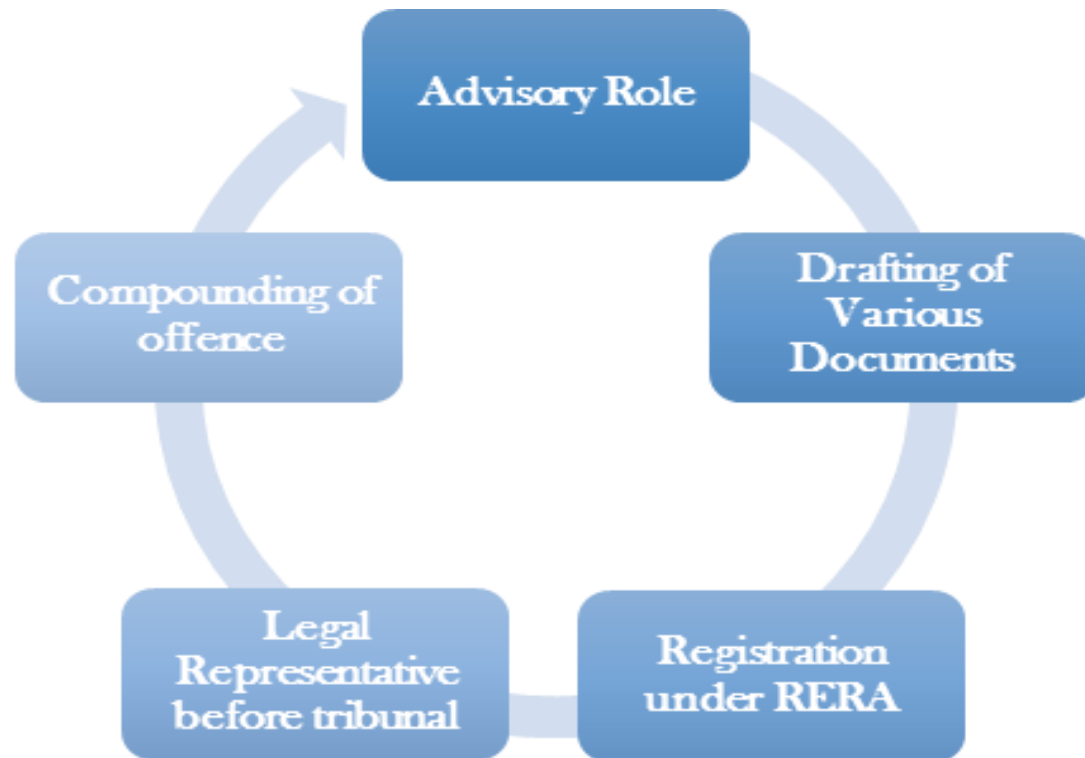 Advisory Role
Drafting of
Various
Documents
Registration
under RERA
Legal
Representative
before tribunal
Compounding of
offence